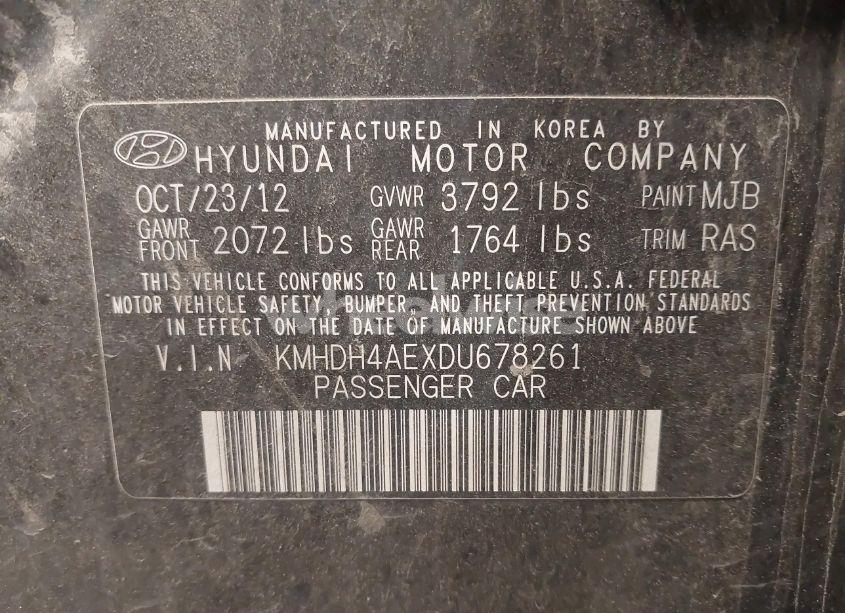 MANUFACTURED IN KOREA BY
HYUNDAI MOTOR COMPANY
OCT/23/12 GVWR 3792 lbs PAINT MJB
GAWR FRONT 2072 lbs GAWR REAR 1764 lbs TRIM RAS
THIS VEHICLE CONFORMS TO ALL APPLICABLE U.S.A. FEDERAL
MOTOR VEHICLE SAFETY, BUMPER, AND THEFT PREVENTION STANDARDS
IN EFFECT ON THE DATE OF MANUFACTURE SHOWN ABOVE
V.I.N KMHDH4AEXDU678261
PASSENGER CAR